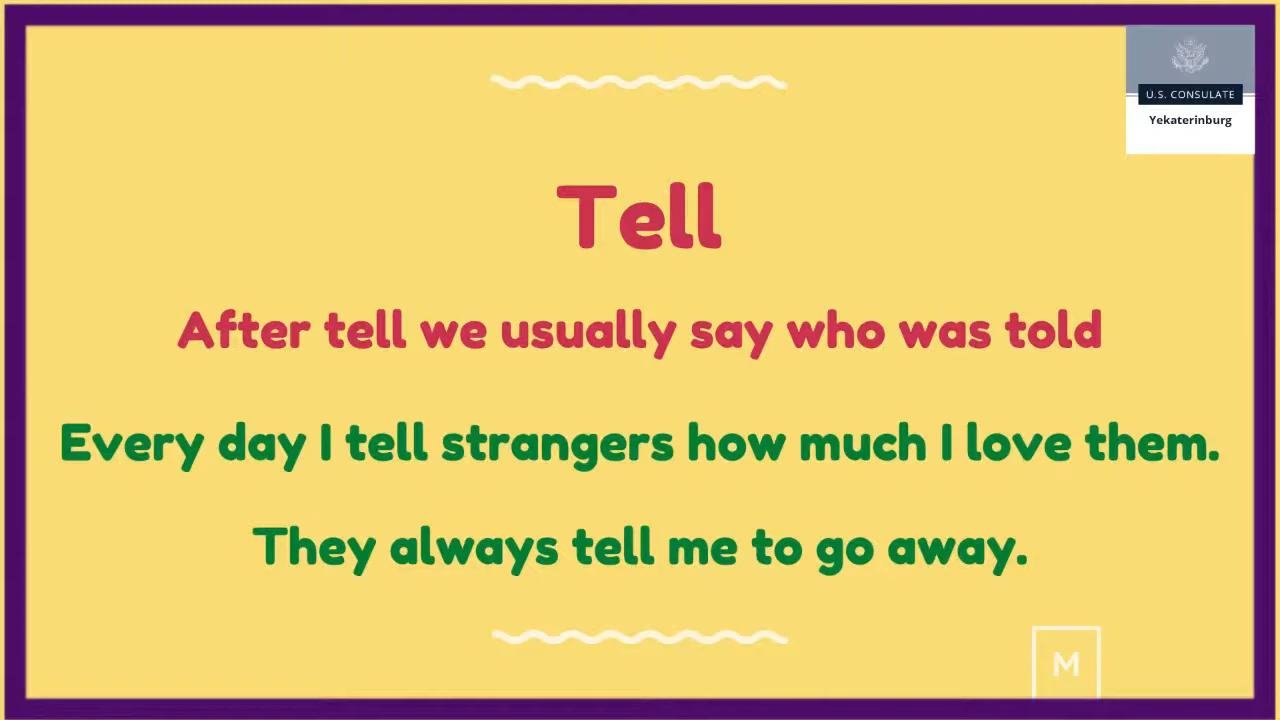 U.S. CONSULATE
Yekaterinburg
Tell
After tell we usually say who was told
Every day I tell strangers how much I love them.
They always tell me to go away.
M